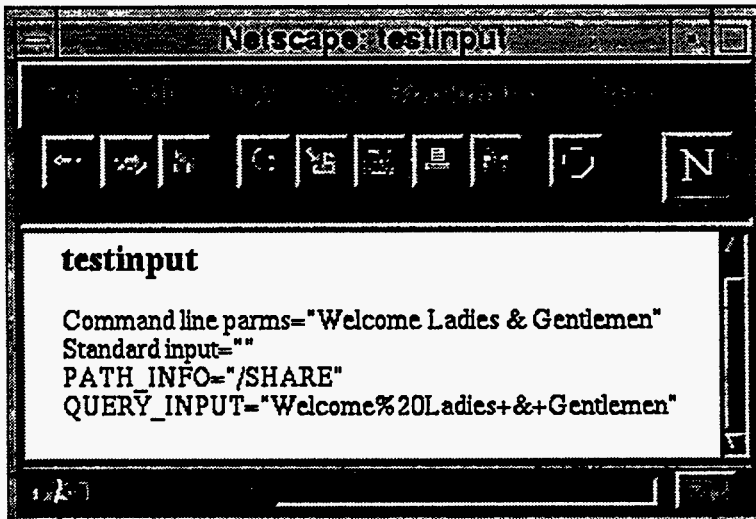 Netscape: testinput
N
testinput
Command line parms="Welcome Ladies & Gentlemen"
Standard input=""
PATH_INFO="/SHARE"
QUERY_INPUT="Welcome%20Ladies+&+Gentlemen"